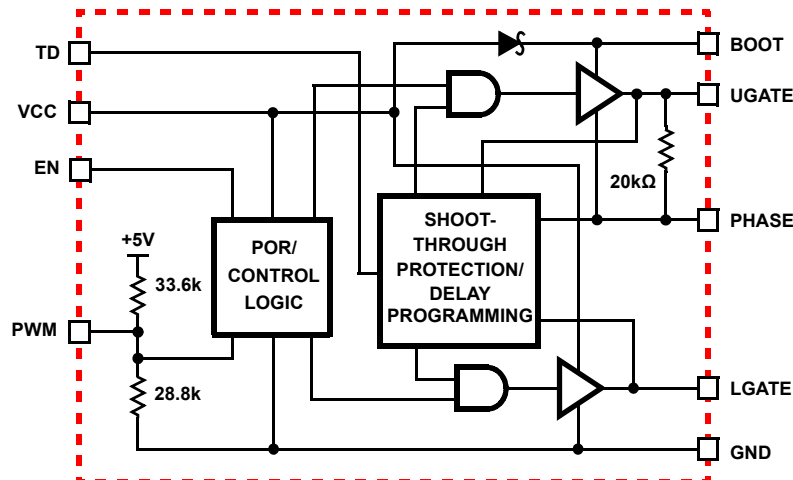 TD
BOOT
VCC
UGATE
EN
20kΩ
+5V
POR/
CONTROL
LOGIC
SHOOT-
THROUGH
PROTECTION/
DELAY
PROGRAMMING
PHASE
33.6k
PWM
28.8k
LGATE
GND